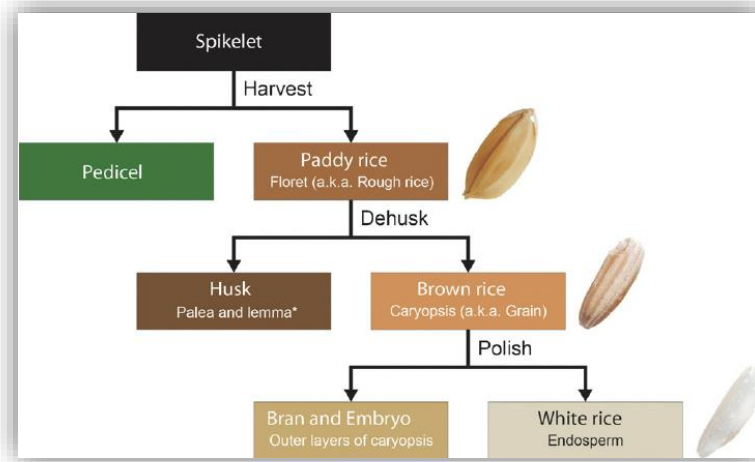 Spikelet
Harvest
Pedicel
Paddy rice
Floret (a.k.a. Rough rice)
Dehusk
Husk
Palea and lemma*
Brown rice
Caryopsis (a.k.a. Grain)
Polish
Bran and Embryo
Outer layers of caryopsis
White rice
Endosperm